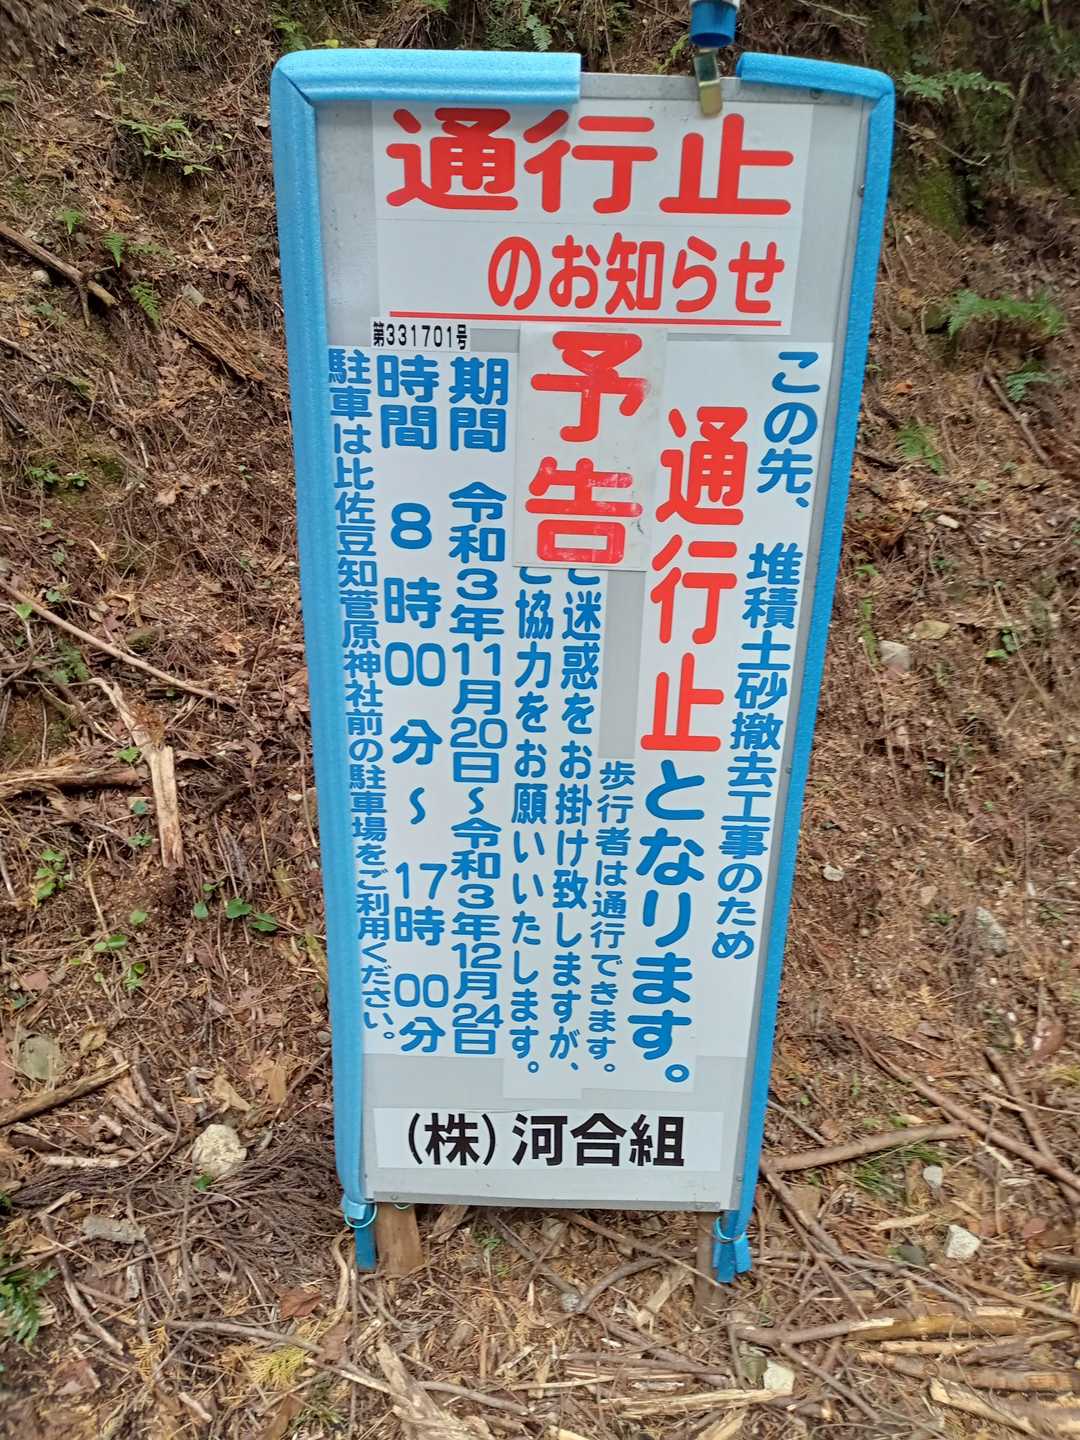 通行止
のお知らせ
第331701号
予告
この先、堆積土砂撤去工事のため
通行止となります。
歩行者は通行できます。
ご迷惑をお掛け致しますが、
ご協力をお願いいたします。
期間 令和3年11月20日～令和3年12月24日
時間 8時00分～17時00分
駐車は比佐豆知菅原神社前の駐車場をご利用ください。
(株)河合組